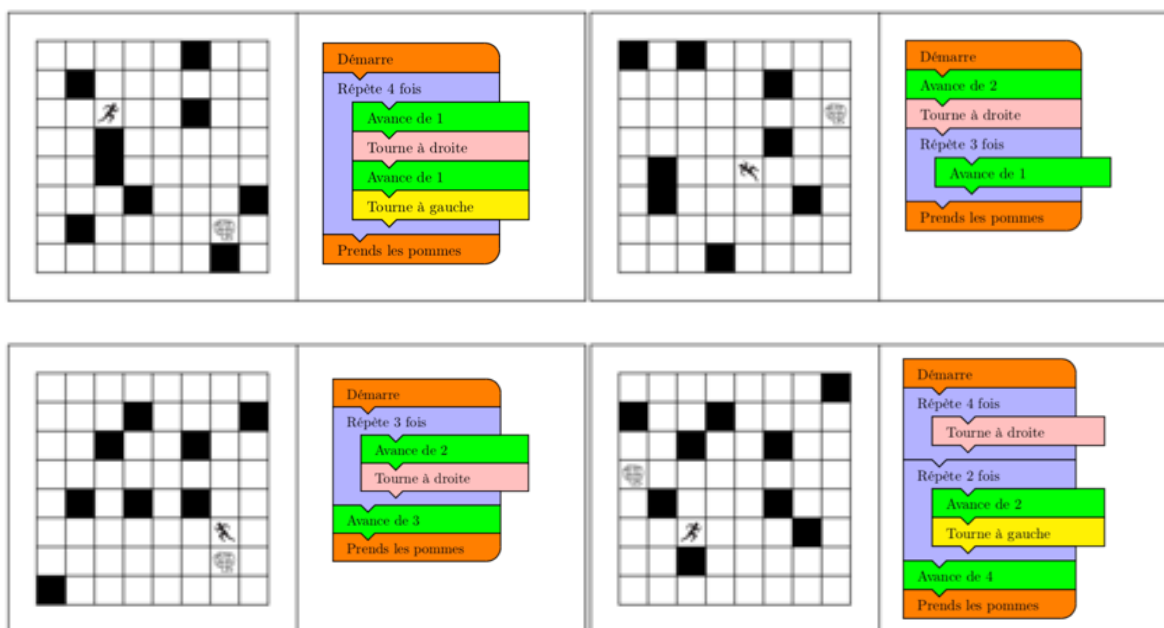 Démarre
Répète 4 fois
Avance de 1
Tourne à droite
Avance de 1
Tourne à gauche
Prends les pommes
Démarre
Avance de 2
Tourne à droite
Répète 3 fois
Avance de 1
Prends les pommes
Démarre
Répète 3 fois
Avance de 2
Tourne à droite
Avance de 3
Prends les pommes
Démarre
Répète 4 fois
Tourne à droite
Répète 2 fois
Avance de 2
Tourne à gauche
Avance de 4
Prends les pommes